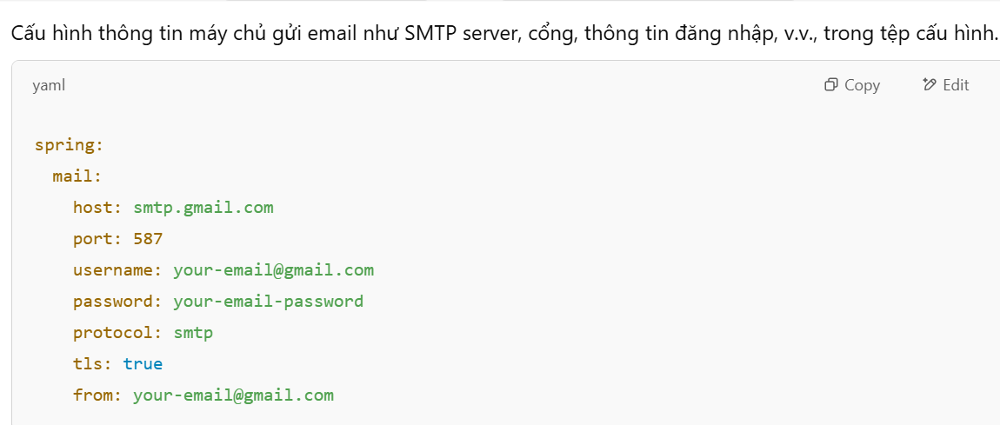 Cấu hình thông tin máy chủ gửi email như SMTP server, cổng, thông tin đăng nhập, v.v., trong tệp cấu hình.
yaml Copy Edit
spring:
  mail:
    host: smtp.gmail.com
    port: 587
    username: your-email@gmail.com
    password: your-email-password
    protocol: smtp
    tls: true
    from: your-email@gmail.com